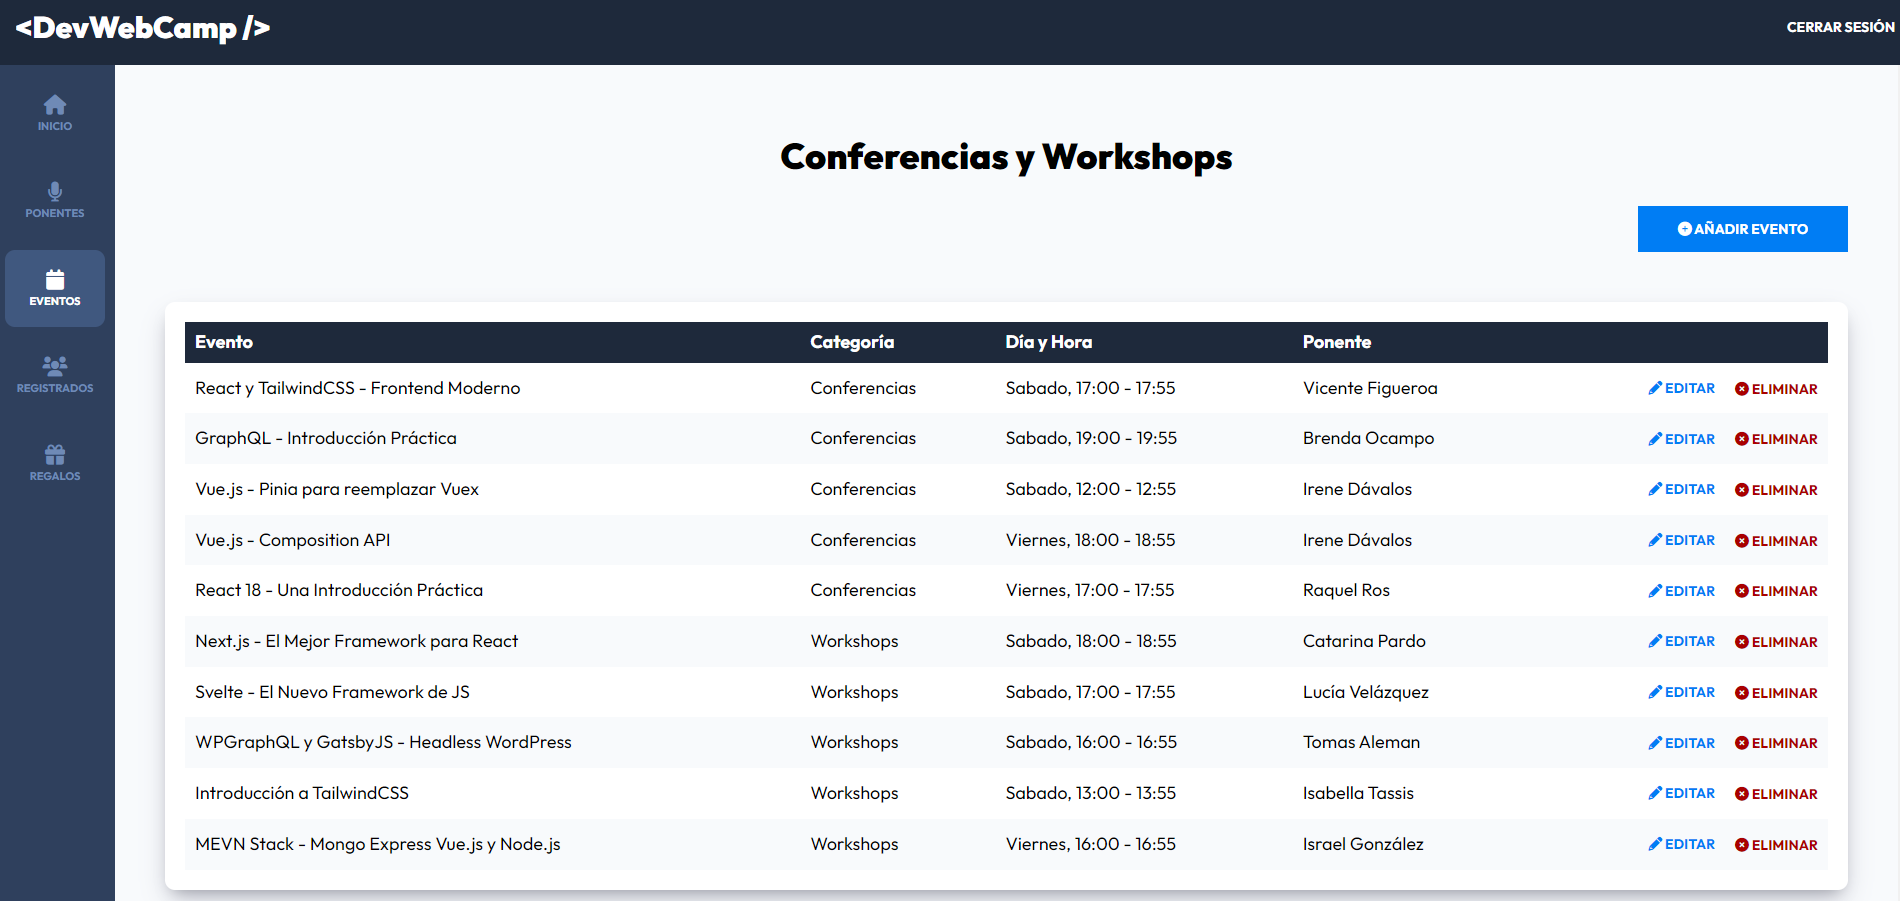 <DevWebCamp />
CERRAR SESIÓN
INICIO
PONENTES
EVENTOS
REGISTRADOS
REGALOS
Conferencias y Workshops
AÑADIR EVENTO
Evento Categoría Día y Hora Ponente
React y TailwindCSS - Frontend Moderno Conferencias Sabado, 17:00 - 17:55 Vicente Figueroa EDITAR ELIMINAR
GraphQL - Introducción Práctica Conferencias Sabado, 19:00 - 19:55 Brenda Ocampo EDITAR ELIMINAR
Vue.js - Pinia para reemplazar Vuex Conferencias Sabado, 12:00 - 12:55 Irene Dávalos EDITAR ELIMINAR
Vue.js - Composition API Conferencias Viernes, 18:00 - 18:55 Irene Dávalos EDITAR ELIMINAR
React 18 - Una Introducción Práctica Conferencias Viernes, 17:00 - 17:55 Raquel Ros EDITAR ELIMINAR
Next.js - El Mejor Framework para React Workshops Sabado, 18:00 - 18:55 Catarina Pardo EDITAR ELIMINAR
Svelte - El Nuevo Framework de JS Workshops Sabado, 17:00 - 17:55 Lucía Velázquez EDITAR ELIMINAR
WPGraphQL y GatsbyJS - Headless WordPress Workshops Sabado, 16:00 - 16:55 Tomas Aleman EDITAR ELIMINAR
Introducción a TailwindCSS Workshops Sabado, 13:00 - 13:55 Isabella Tassis EDITAR ELIMINAR
MEVN Stack - Mongo Express Vue.js y Node.js Workshops Viernes, 16:00 - 16:55 Israel González EDITAR ELIMINAR